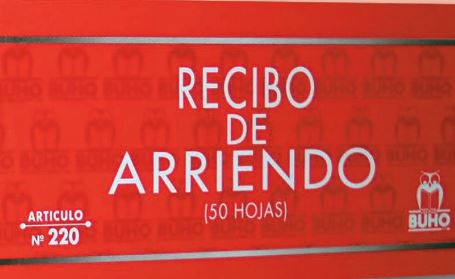 RECIBO
DE
ARRIENDO
(50 HOJAS)
ARTICULO
Nº 220
BUHO